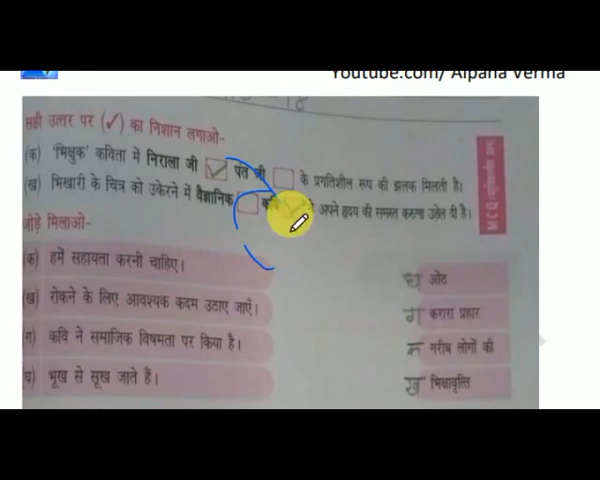 Youtube.com/ Alpana Verma
सही उत्तर पर (✓) का निशान लगाओ-
(क) 'भिक्षुक' कविता में निराला जी ✓ पंत जी के प्रगतिशील रूप की झलक मिलती है।
(ख) भिखारी के चित्र को उकेरने में वैज्ञानिक कवि ✓ ने अपने हृदय की समस्त करुणा उड़ेल दी है।
MCQ
जोड़े मिलाओ-
(क) हमें सहायता करनी चाहिए। घ ओंठ
(ख) रोकने के लिए आवश्यक कदम उठाए जाएँ। ग करारा प्रहार
(ग) कवि ने समाजिक विषमता पर किया है। क गरीब लोगों की
(घ) भूख से सूख जाते हैं। ख भिक्षावृत्ति